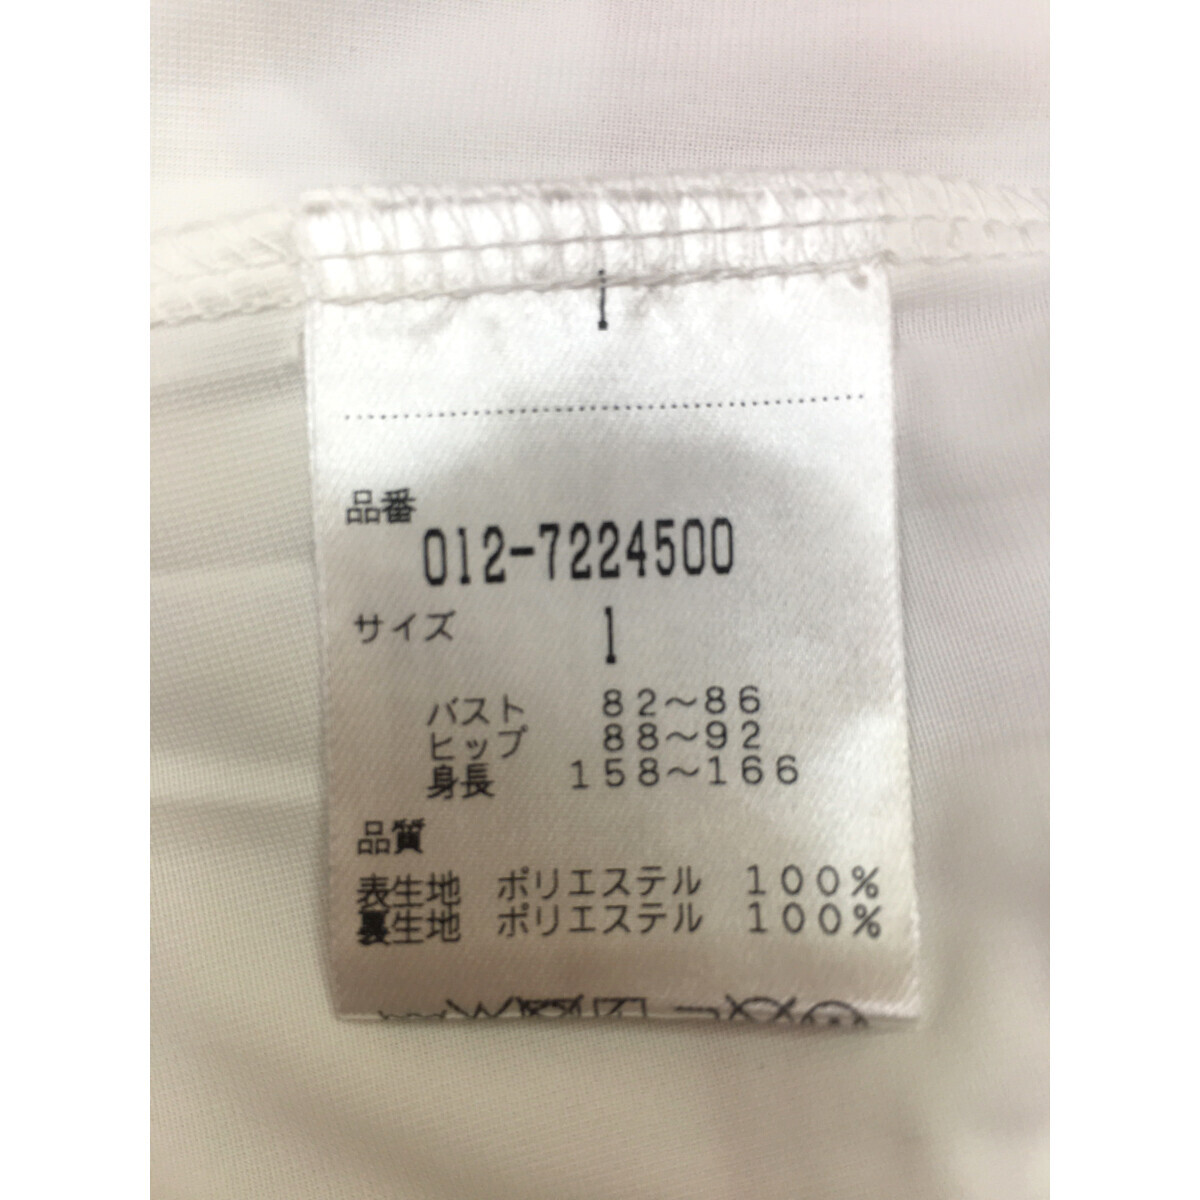 品番
012-7224500
サイズ 1
バスト 82～86
ヒップ 88～92
身長 158～166
品質
表生地 ポリエステル 100%
裏生地 ポリエステル 100%